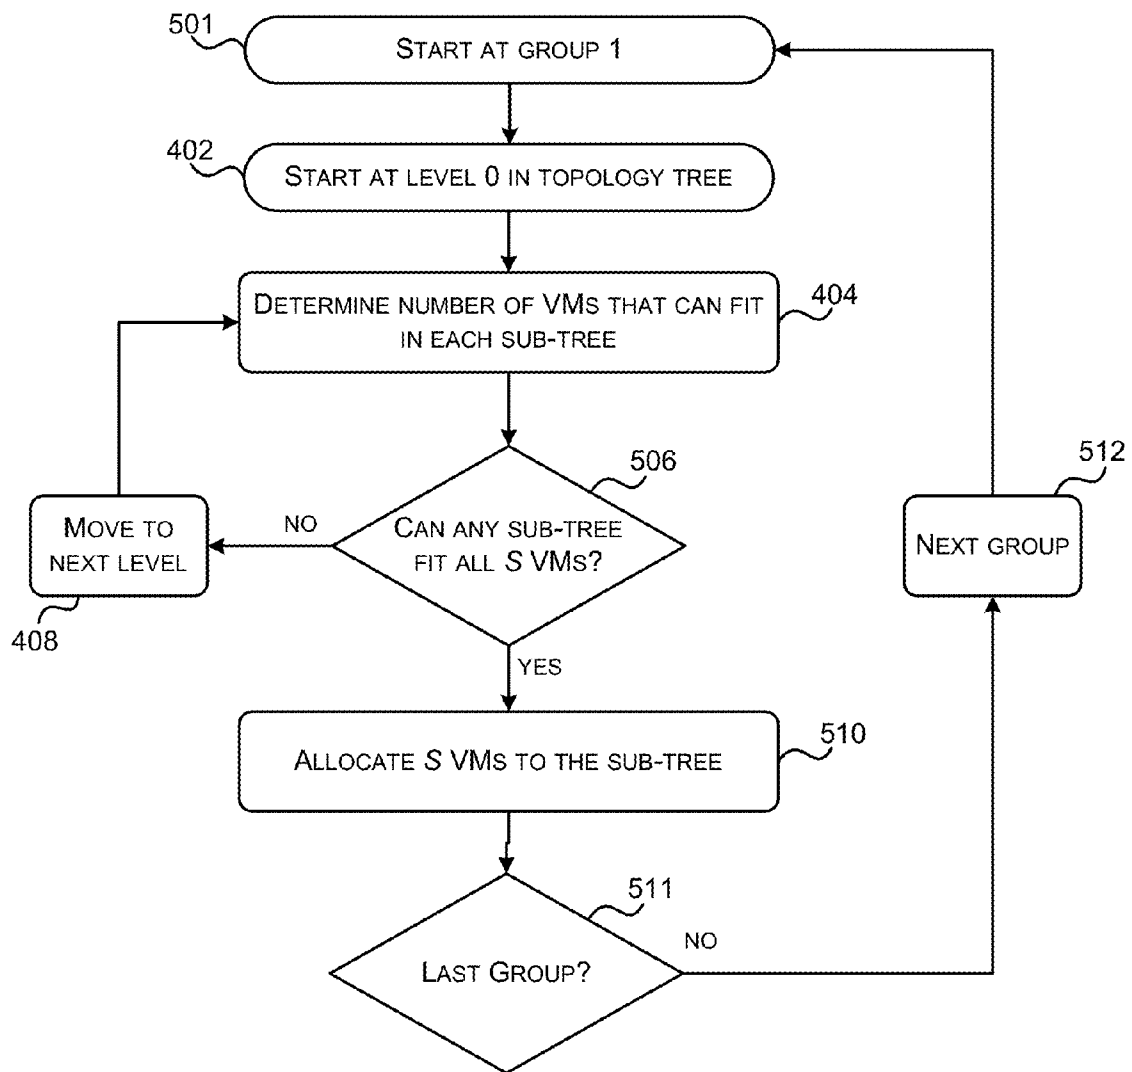 501
START AT GROUP 1
402
START AT LEVEL 0 IN TOPOLOGY TREE
DETERMINE NUMBER OF VMS THAT CAN FIT
IN EACH SUB-TREE
404
506
CAN ANY SUB-TREE
FIT ALL S VMS?
NO
MOVE TO
NEXT LEVEL
408
512
NEXT GROUP
YES
ALLOCATE S VMS TO THE SUB-TREE
510
511
LAST GROUP?
NO